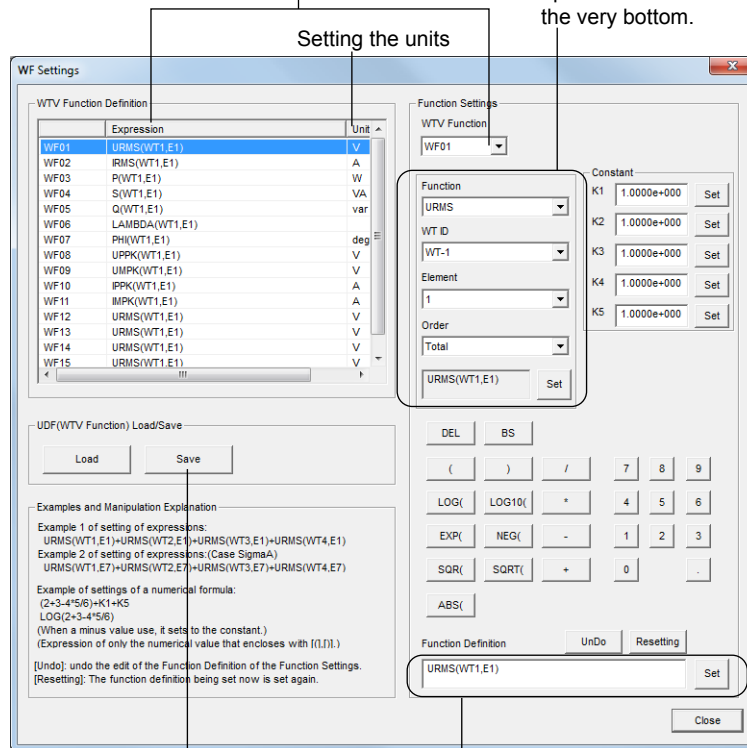 the very bottom.
Setting the units
WF Settings
x
WTV Function Definition
Expression Unit
WF01 URMS(WT1,E1) V
WF02 IRMS(WT1,E1) A
WF03 P(WT1,E1) W
WF04 S(WT1,E1) VA
WF05 Q(WT1,E1) var
WF06 LAMBDA(WT1,E1)
WF07 PHI(WT1,E1) deg
WF08 UPPK(WT1,E1) V
WF09 UMPK(WT1,E1) V
WF10 IPPK(WT1,E1) A
WF11 IMPK(WT1,E1) A
WF12 URMS(WT1,E1) V
WF13 URMS(WT1,E1) V
WF14 URMS(WT1,E1) V
WF15 URMS(WT1,E1) V
UDF(WTV Function) Load/Save
Load Save
Examples and Manipulation Explanation
Example 1 of setting of expressions:
URMS(WT1,E1)+URMS(WT2,E1)+URMS(WT3,E1)+URMS(WT4,E1)
Example 2 of setting of expressions:(Case SigmaA)
URMS(WT1,E7)+URMS(WT2,E7)+URMS(WT3,E7)+URMS(WT4,E7)
Example of settings of a numerical formula:
(2+3-4*5/6)+K1+K5
LOG(2+3-4*5/6)
(When a minus value use, it sets to the constant.)
(Expression of only the numerical value that encloses with [(],[)].)
[Undo]: undo the edit of the Function Definition of the Function Settings.
[Resetting]: The function definition being set now is set again.
Function Settings
WTV Function
WF01
Function
URMS
WT ID
WT-1
Element
1
Order
Total
URMS(WT1,E1) Set
Constant
K1 1.0000e+000 Set
K2 1.0000e+000 Set
K3 1.0000e+000 Set
K4 1.0000e+000 Set
K5 1.0000e+000 Set
DEL BS
( ) / 7 8 9
LOG( LOG10( * 4 5 6
EXP( NEG( - 1 2 3
SQR( SQRT( + 0 .
ABS(
Function Definition UnDo Resetting
URMS(WT1,E1) Set
Close